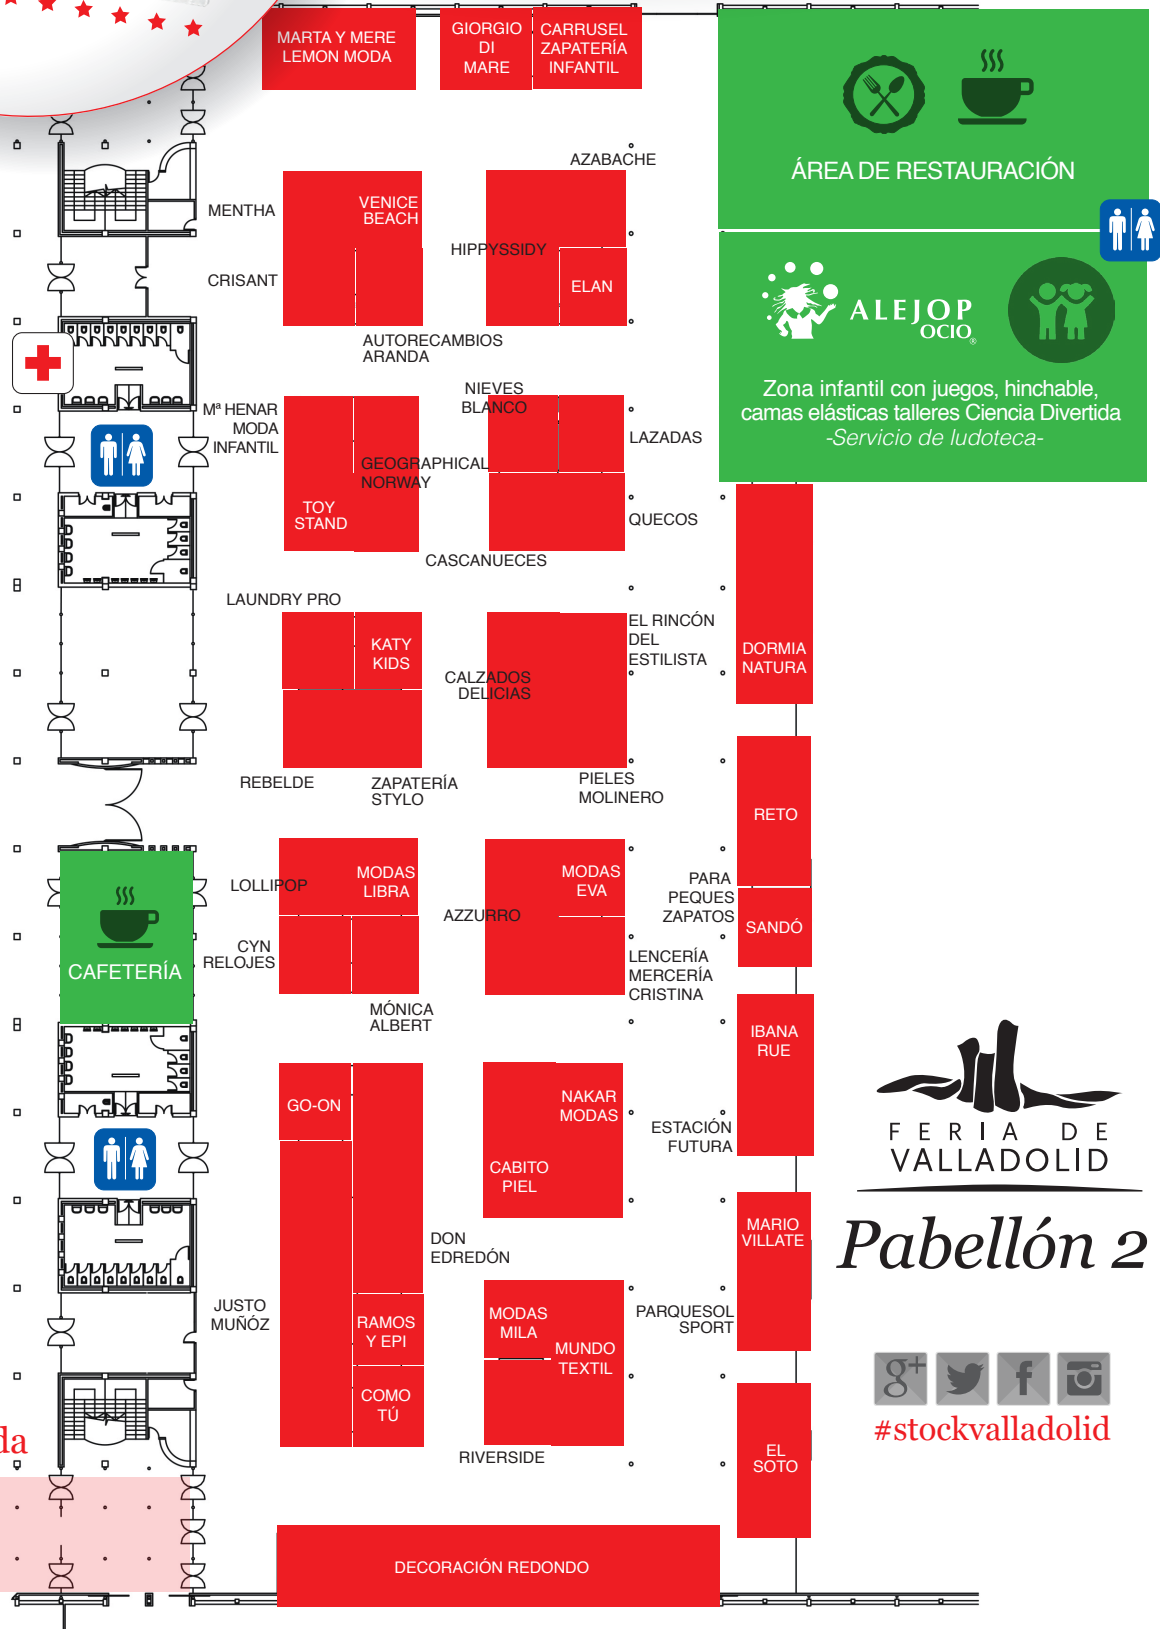 MARTA Y MERE
LEMON MODA
GIORGIO
DI
MARE
CARRUSEL
ZAPATERÍA
INFANTIL
ÁREA DE RESTAURACIÓN
AZABACHE
MENTHA
VENICE
BEACH
HIPPYSSIDY
CRISANT
ELAN
AUTORECAMBIOS
ARANDA
ALEJOP
OCIO
®
Zona infantil con juegos, hinchable,
camas elásticas talleres Ciencia Divertida
-Servicio de ludoteca-
Mª HENAR
MODA
INFANTIL
NIEVES
BLANCO
LAZADAS
GEOGRAPHICAL
NORWAY
TOY
STAND
QUECOS
CASCANUECES
LAUNDRY PRO
KATY
KIDS
CALZADOS
DELICIAS
EL RINCÓN
DEL
ESTILISTA
DORMIA
NATURA
REBELDE
ZAPATERÍA
STYLO
PIELES
MOLINERO
RETO
LOLLIPOP
MODAS
LIBRA
AZZURRO
MODAS
EVA
PARA
PEQUES
ZAPATOS
SANDÓ
CYN
RELOJES
CAFETERÍA
MÓNICA
ALBERT
LENCERÍA
MERCERÍA
CRISTINA
IBANA
RUE
GO-ON
NAKAR
MODAS
CABITO
PIEL
ESTACIÓN
FUTURA
FERIA DE
VALLADOLID
Pabellón 2
MARIO
VILLATE
DON
EDREDÓN
JUSTO
MUÑÓZ
RAMOS
Y EPI
MODAS
MILA
MUNDO
TEXTIL
PARQUESOL
SPORT
COMO
TÚ
RIVERSIDE
EL
SOTO
g+
f
#stockvalladolid
da
DECORACIÓN REDONDO